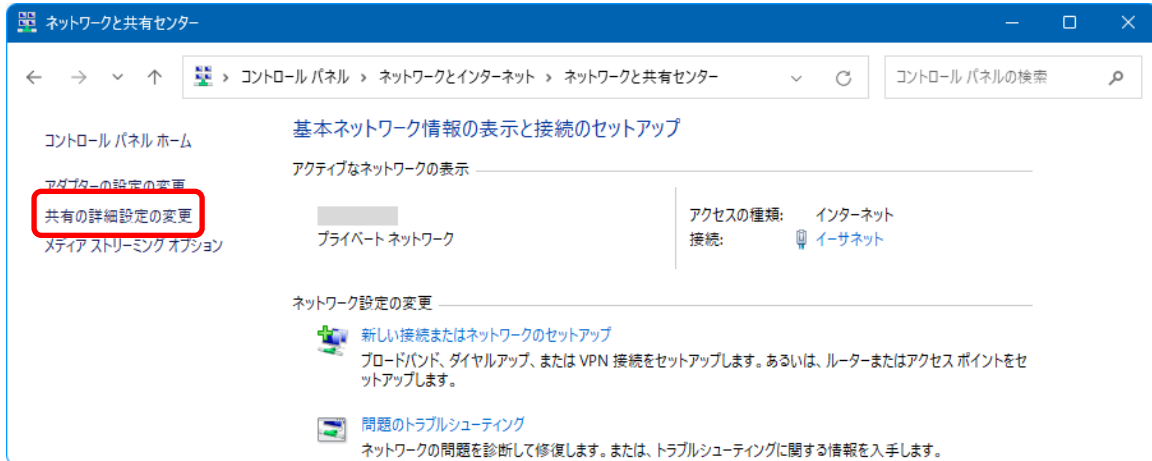 ネットワークと共有センター
コントロール パネル › ネットワークとインターネット › ネットワークと共有センター
コントロール パネルの検索
コントロール パネル ホーム
アダプターの設定の変更
共有の詳細設定の変更
メディア ストリーミング オプション
基本ネットワーク情報の表示と接続のセットアップ
アクティブなネットワークの表示
プライベート ネットワーク
アクセスの種類: インターネット
接続: イーサネット
ネットワーク設定の変更
新しい接続またはネットワークのセットアップ
ブロードバンド、ダイヤルアップ、または VPN 接続をセットアップします。あるいは、ルーターまたはアクセス ポイントをセ
ットアップします。
問題のトラブルシューティング
ネットワークの問題を診断して修復します。または、トラブルシューティングに関する情報を入手します。